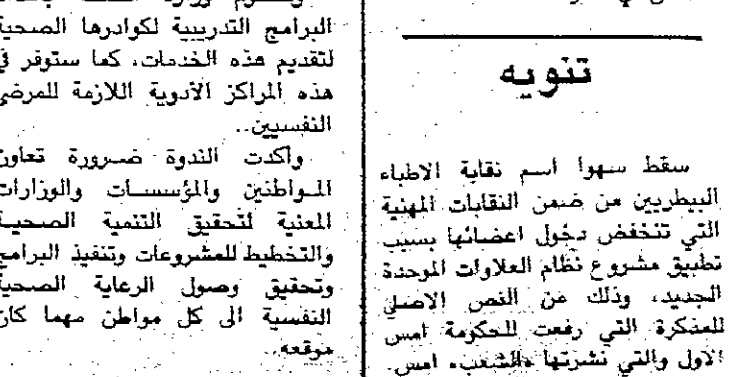 تنويه
سقط سهوا اسم نقابة الاطباء
البيطريين من ضمن النقابات المهنية
التي تنخفض دخول اعضائها بسبب
تطبيق مشروع نظام العلاوات الموحدة
الجديد، وذلك من النص الاصلي
للمذكرة التي رفعت للحكومة امس
الاول والتي نشرتها «الشعب» امس.
البرامج التدريبية لكوادرها الصحية
لتقديم هذه الخدمات، كما ستوفر في
هذه المراكز الأدوية اللازمة للمرضى
النفسيين..
وأكدت الندوة ضرورة تعاون
المواطنين والمؤسسات والوزارات
المعنية لتحقيق التنمية الصحية
والتخطيط للمشروعات وتنفيذ البرامج
وتحقيق وصول الرعاية الصحية
النفسية الى كل مواطن مهما كان
موقعه..